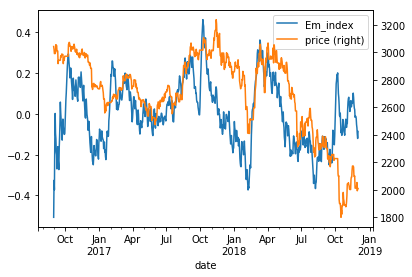 Em_index
price (right)
0.4
0.2
0.0
−0.2
−0.4
3200
3000
2800
2600
2400
2200
2000
1800
Oct Jan Apr Jul Oct Jan Apr Jul Oct Jan
2017 2018 2019
date